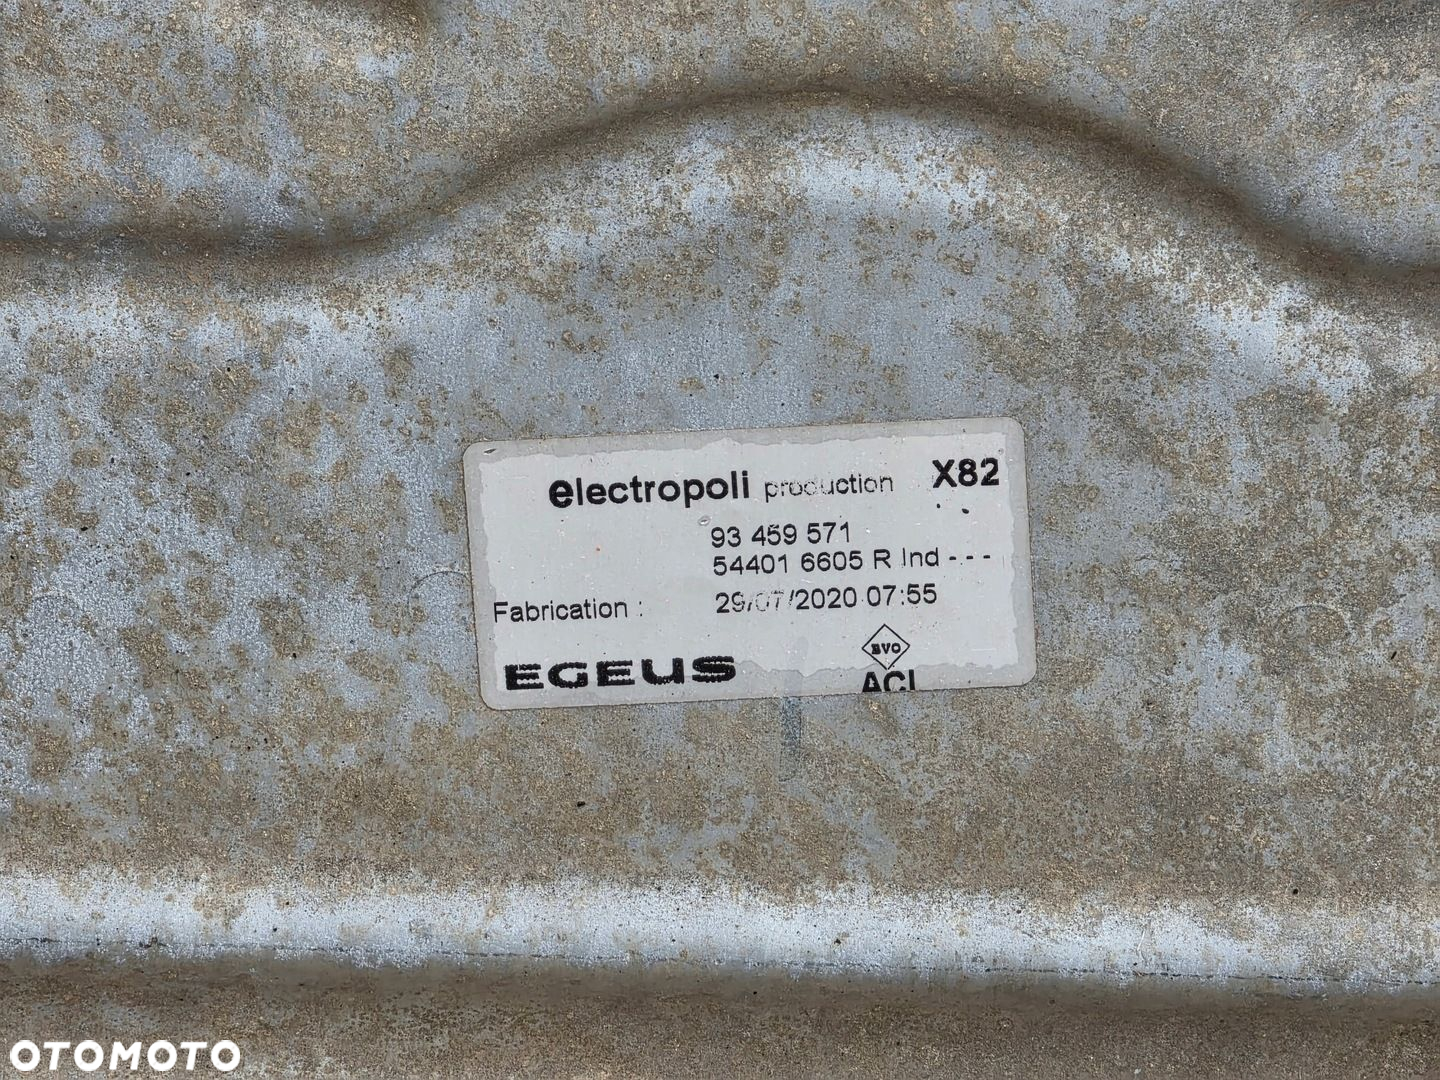 electropoli production X82
93 459 571
54401 6605 R Ind - - -
Fabrication : 29/07/2020 07:55
EGEUS
BVO
ACI
OTOMOTO